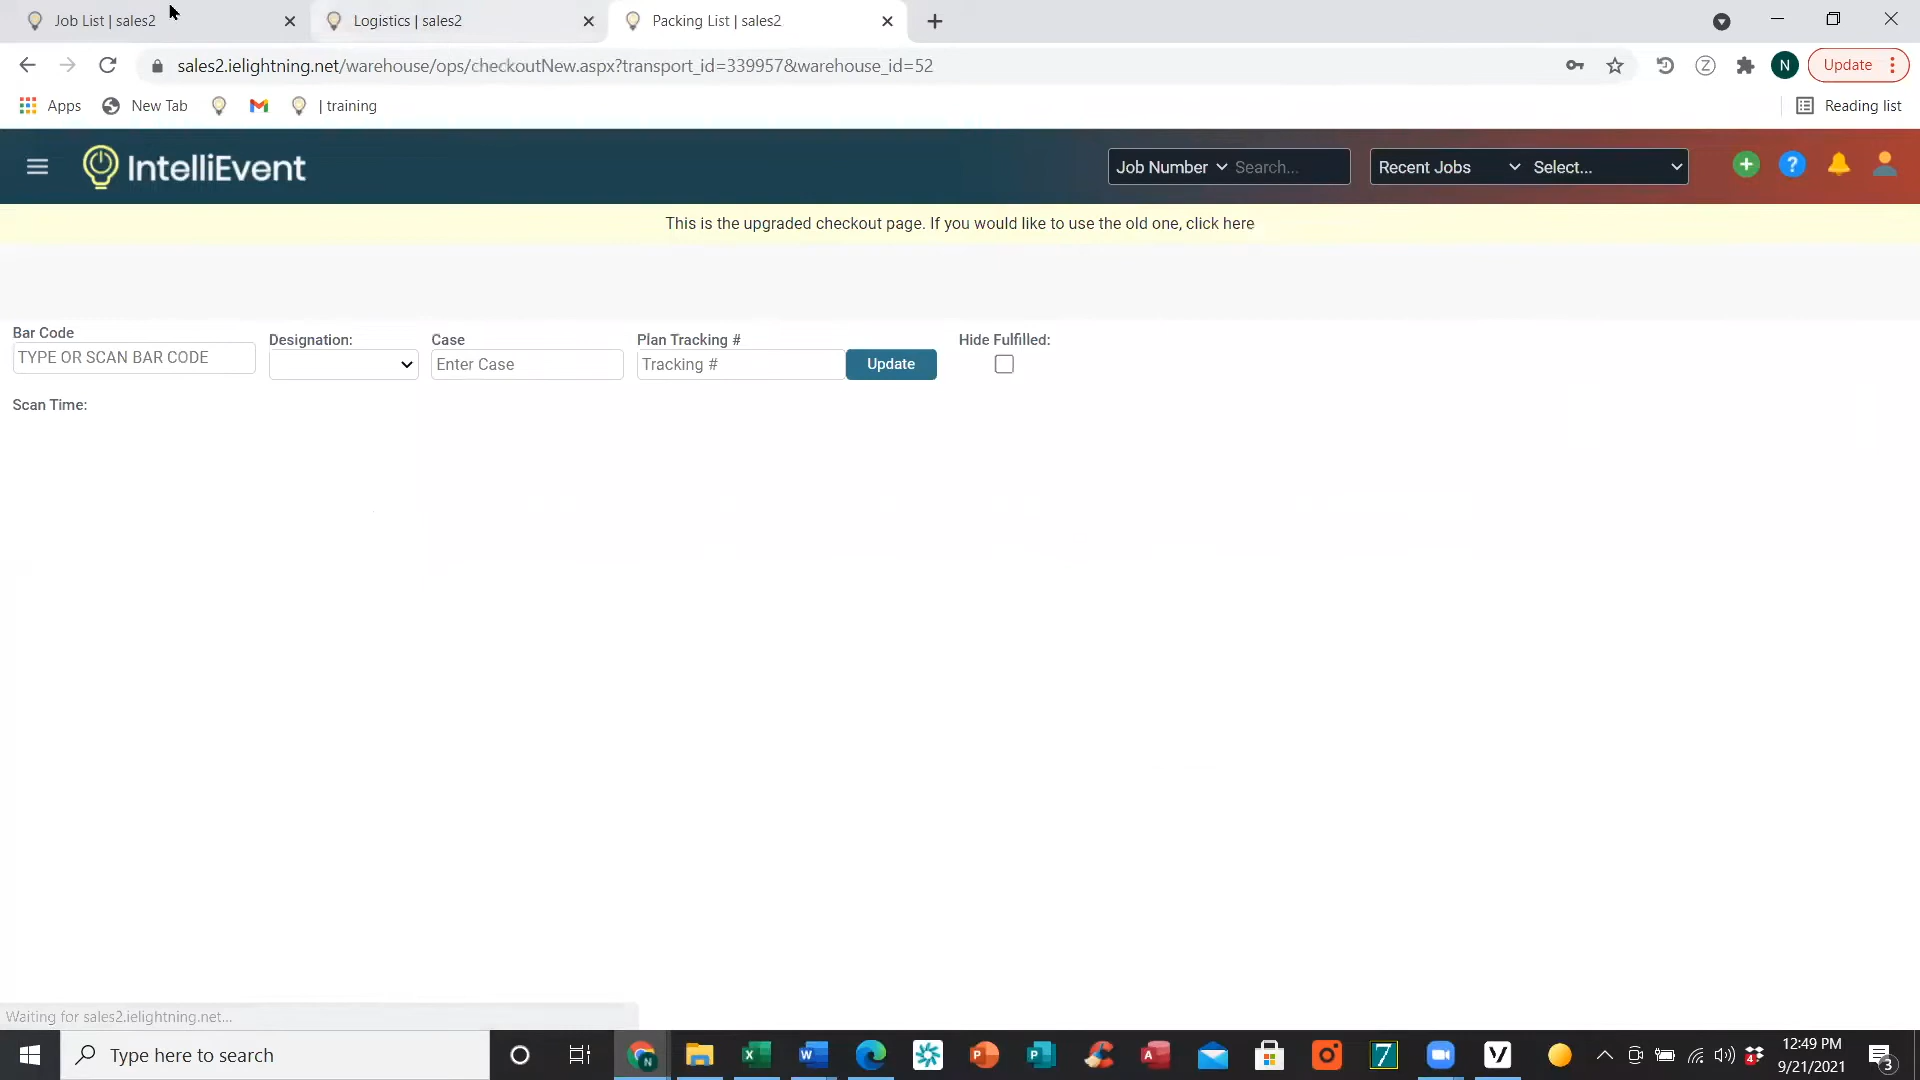 Job List | sales2
Logistics | sales2
Packing List | sales2
sales2.ielightning.net/warehouse/ops/checkoutNew.aspx?transport_id=339957&warehouse_id=52
N
Update
Apps
New Tab
| training
Reading list
IntelliEvent
Job Number
Search...
Recent Jobs
Select...
This is the upgraded checkout page. If you would like to use the old one, click here
Bar Code
TYPE OR SCAN BAR CODE
Designation:
Case
Enter Case
Plan Tracking #
Tracking #
Update
Hide Fulfilled:
Scan Time:
Waiting for sales2.ielightning.net...
Type here to search
12:49 PM
9/21/2021
3